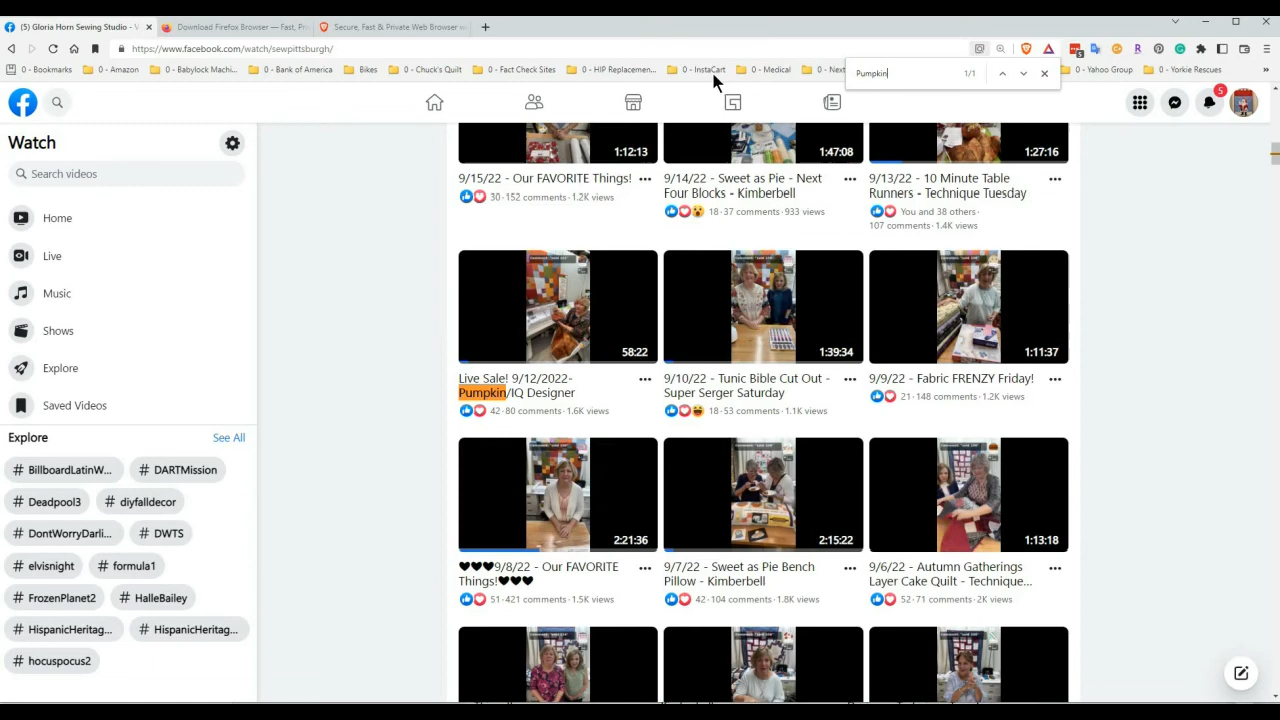 (5) Gloria Horn Sewing Studio - V
Download Firefox Browser — Fast, Pri
Secure, Fast & Private Web Browser w
https://www.facebook.com/watch/sewpittsburgh/
0 - Bookmarks
0 - Amazon
0 - Babylock Machi...
0 - Bank of America
Bikes
0 - Chuck's Quilt
0 - Fact Check Sites
0 - HIP Replacemen...
0 - InstaCart
0 - Medical
0 - Next
0 - Yahoo Group
0 - Yorkie Rescues
Pumpkin
1/1
5
Watch
Search videos
Home
Live
Music
Shows
Explore
Saved Videos
Explore
See All
# BillboardLatinW...
# DARTMission
# Deapool3
# diyfalldecor
# DontWorryDarli...
# DWTS
# elvisnight
# formula1
# FrozenPlanet2
# HalleBailey
# HispanicHeritag...
# HispanicHeritag...
# hocuspocus2
1:12:13
9/15/22 - Our FAVORITE Things!
30·152 comments·1.2K views
1:47:08
9/14/22 - Sweet as Pie - Next
Four Blocks - Kimberbell
18·37 comments·933 views
1:27:16
9/13/22 - 10 Minute Table
Runners - Technique Tuesday
You and 38 others·
107 comments·1.4K views
58:22
Live Sale! 9/12/2022-
Pumpkin/IQ Designer
42·80 comments·1.6K views
1:39:34
9/10/22 - Tunic Bible Cut Out -
Super Serger Saturday
18·53 comments·1.1K views
1:11:37
9/9/22 - Fabric FRENZY Friday!
21·148 comments·1.2K views
2:21:36
♥♥♥9/8/22 - Our FAVORITE
Things!♥♥♥
51·421 comments·1.5K views
2:15:22
9/7/22 - Sweet as Pie Bench
Pillow - Kimberbell
42·104 comments·1.8K views
1:13:18
9/6/22 - Autumn Gatherings
Layer Cake Quilt - Technique...
52·71 comments·2K views